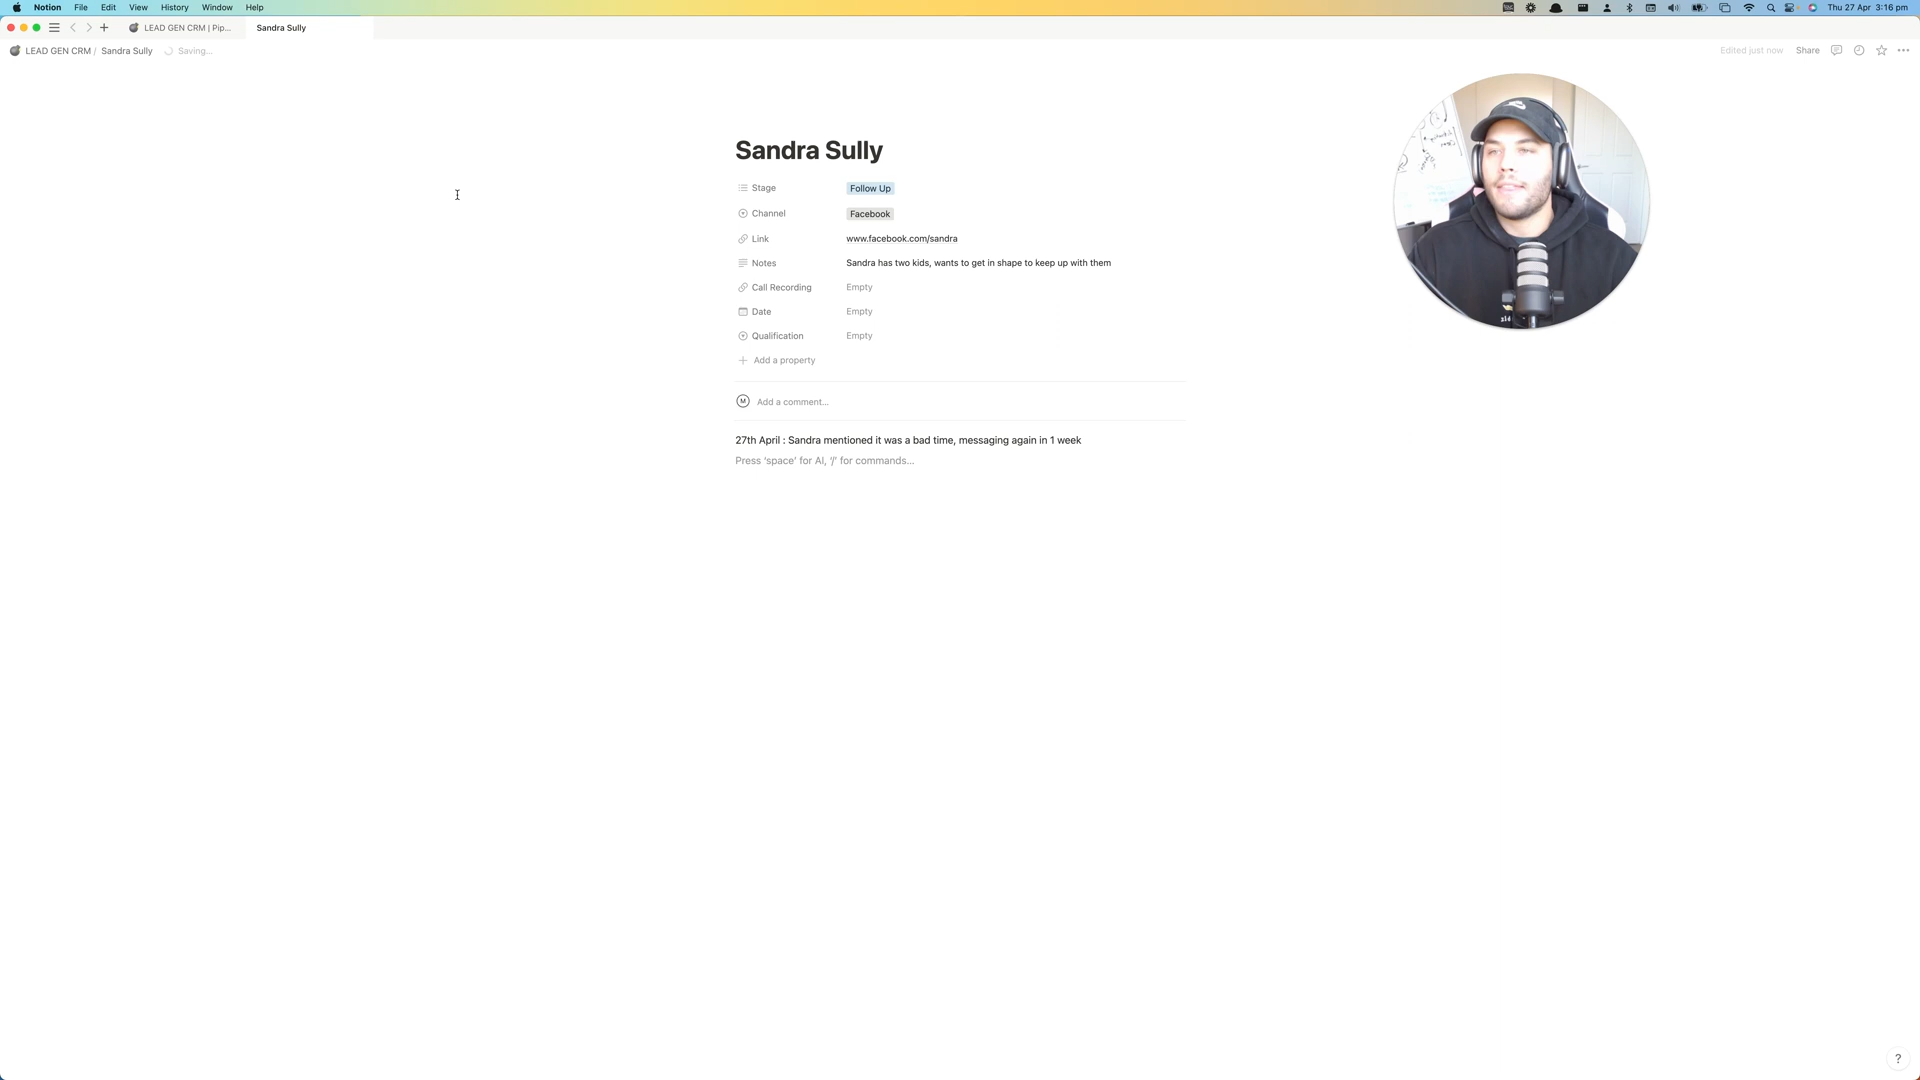 Notion File Edit View History Window Help
Thu 27 Apr 3:16 pm
LEAD GEN CRM | Pip...
Sandra Sully
LEAD GEN CRM / Sandra Sully Saving...
Edited just now Share
Sandra Sully
Stage Follow Up
Channel Facebook
Link www.facebook.com/sandra
Notes Sandra has two kids, wants to get in shape to keep up with them
Call Recording Empty
Date Empty
Qualification Empty
Add a property
M Add a comment...
27th April : Sandra mentioned it was a bad time, messaging again in 1 week
Press ‘space’ for AI, ‘/’ for commands...
?